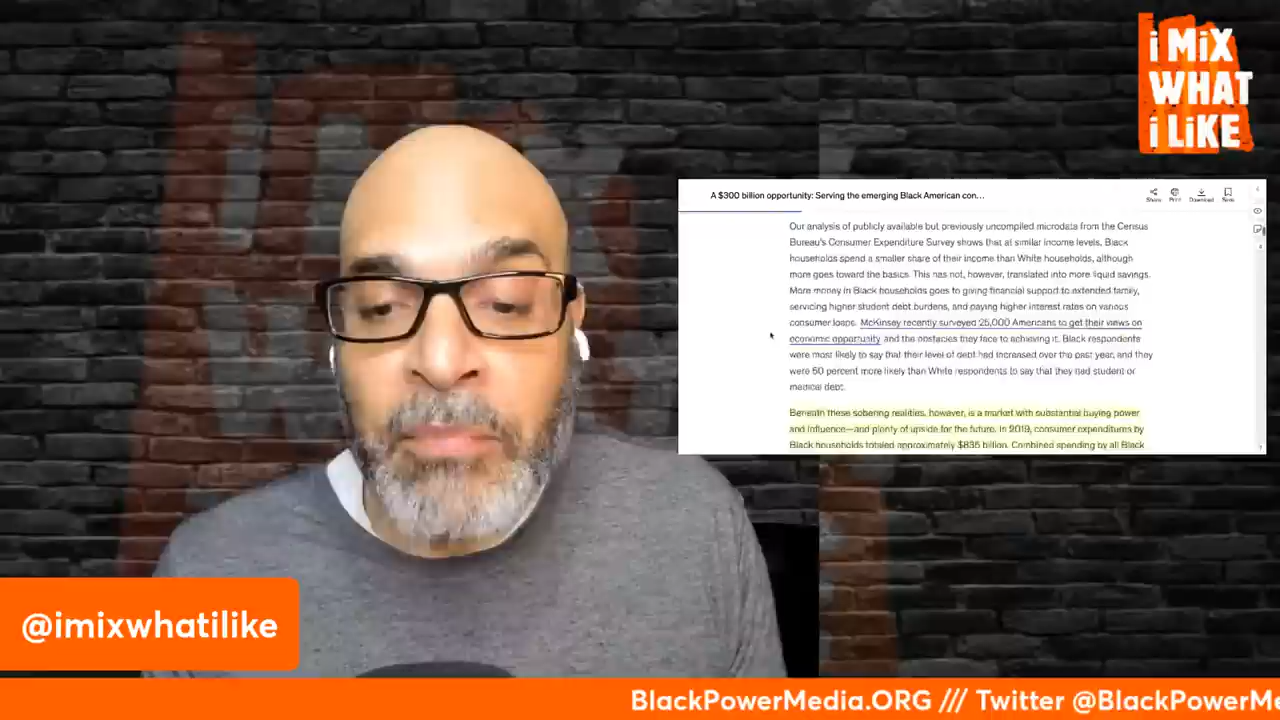 i MiX
WHAT
i LiKE
A $300 billion opportunity: Serving the emerging Black American con...
Share
Print
Download
Save
Our analysis of publicly available but previously uncompiled microdata from the Census
Bureau's Consumer Expenditure Survey shows that at similar income levels, Black
households spend a smaller share of their income than White households, although
more goes toward the basics. This has not, however, translated into more liquid savings.
More money in Black households goes to giving financial support to extended family,
servicing higher student debt burdens, and paying higher interest rates on various
consumer loans. McKinsey recently surveyed 25,000 Americans to get their views on
economic opportunity and the obstacles they face to achieving it. Black respondents
were most likely to say that their level of debt had increased over the past year, and they
were 50 percent more likely than White respondents to say that they had student or
medical debt.
Beneath these sobering realities, however, is a market with substantial buying power
and influence—and plenty of upside for the future. In 2019, consumer expenditures by
Black households totaled approximately $835 billion. Combined spending by all Black
@imixwhatilike
BlackPowerMedia.ORG /// Twitter @BlackPowerMe